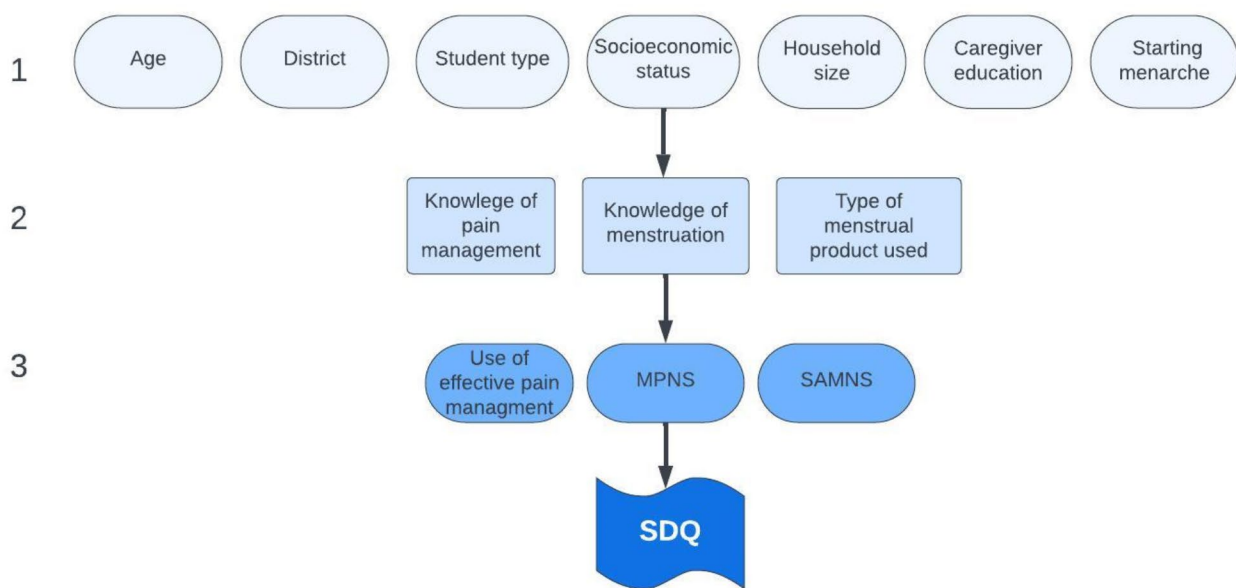 1
Age
District
Student type
Socioeconomic
status
Household
size
Caregiver
education
Starting
menarche
2
Knowlege of
pain
management
Knowledge of
menstruation
Type of
menstrual
product used
3
Use of
effective pain
managment
MPNS
SAMNS
SDQ